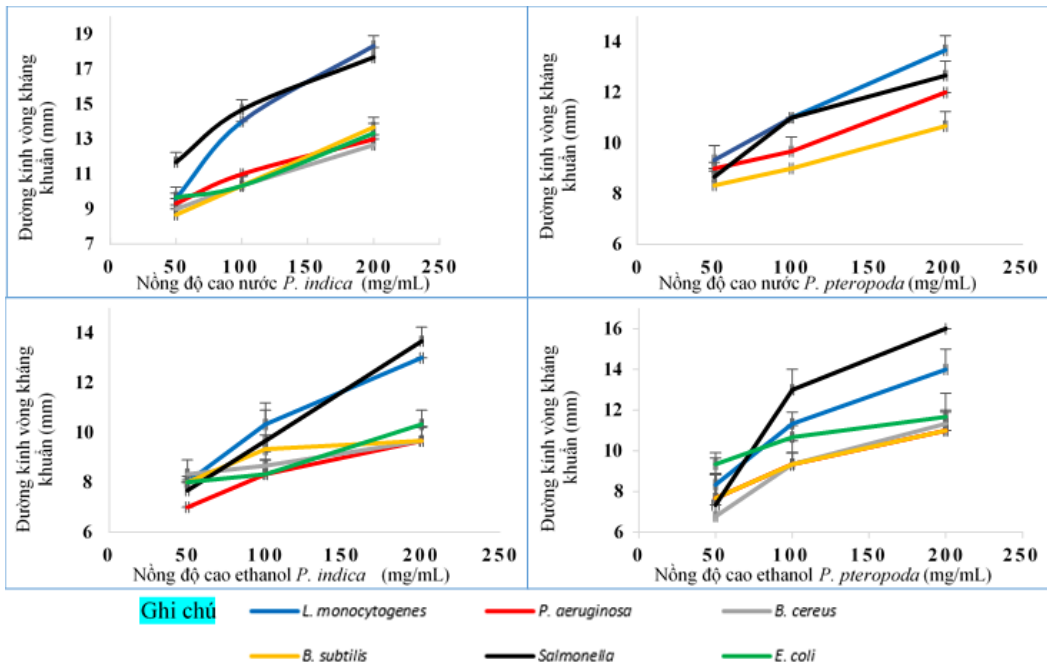 Đường kính vòng kháng
khuẩn (mm)
19
17
15
13
11
9
7
0 50 100 150 200 250
Nồng độ cao nước P. indica (mg/mL)
Đường kính vòng kháng
khuẩn (mm)
14
12
10
8
6
0 50 100 150 200 250
Nồng độ cao nước P. pteropoda (mg/mL)
Đường kính vòng kháng
khuẩn (mm)
14
12
10
8
6
0 50 100 150 200 250
Nồng độ cao ethanol P. indica (mg/mL)
Đường kính vòng kháng
khuẩn (mm)
16
14
12
10
8
6
0 50 100 150 200 250
Nồng độ cao ethanol P. pteropoda (mg/mL)
Ghi chú
L. monocytogenes P. aeruginosa B. cereus
B. subtilis Salmonella E. coli